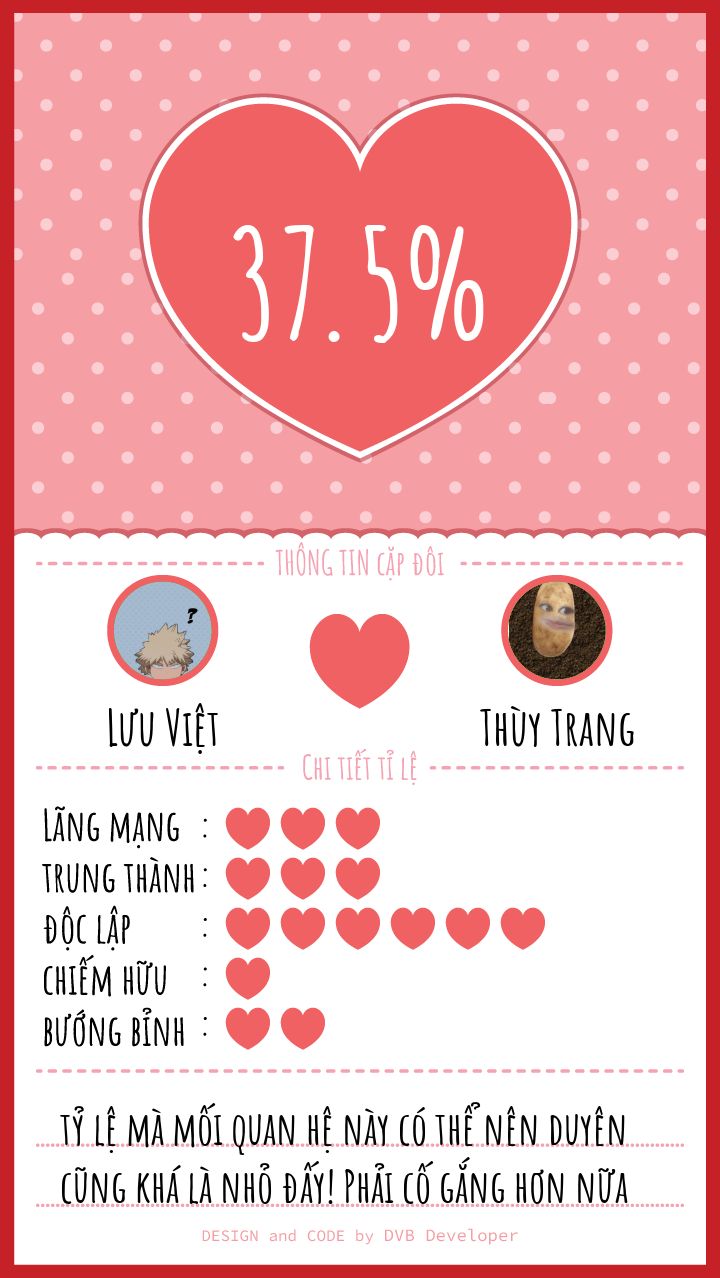 37.5%
THÔNG TIN CẶP ĐÔI
?
LƯU VIỆT
THÙY TRANG
CHI TIẾT TỈ LỆ
LÃNG MẠNG :
TRUNG THÀNH :
ĐỘC LẬP :
CHIẾM HỮU :
BƯỚNG BỈNH :
TỶ LỆ MÀ MỐI QUAN HỆ NÀY CÓ THỂ NÊN DUYÊN
CŨNG KHÁ LÀ NHỎ ĐẤY! PHẢI CỐ GẮNG HƠN NỮA
DESIGN and CODE by DVB Developer